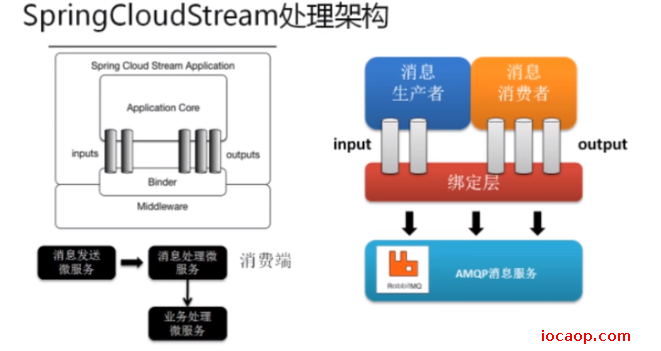 SpringCloudStream处理架构
Spring Cloud Stream Application
Application Core
inputs
outputs
Binder
Middleware
消息发送
微服务
消息处理微
服务
消费端
业务处理
微服务
消息
生产者
消息
消费者
input
output
绑定层
RabbitMQ
AMQP消息服务
iocaop.com